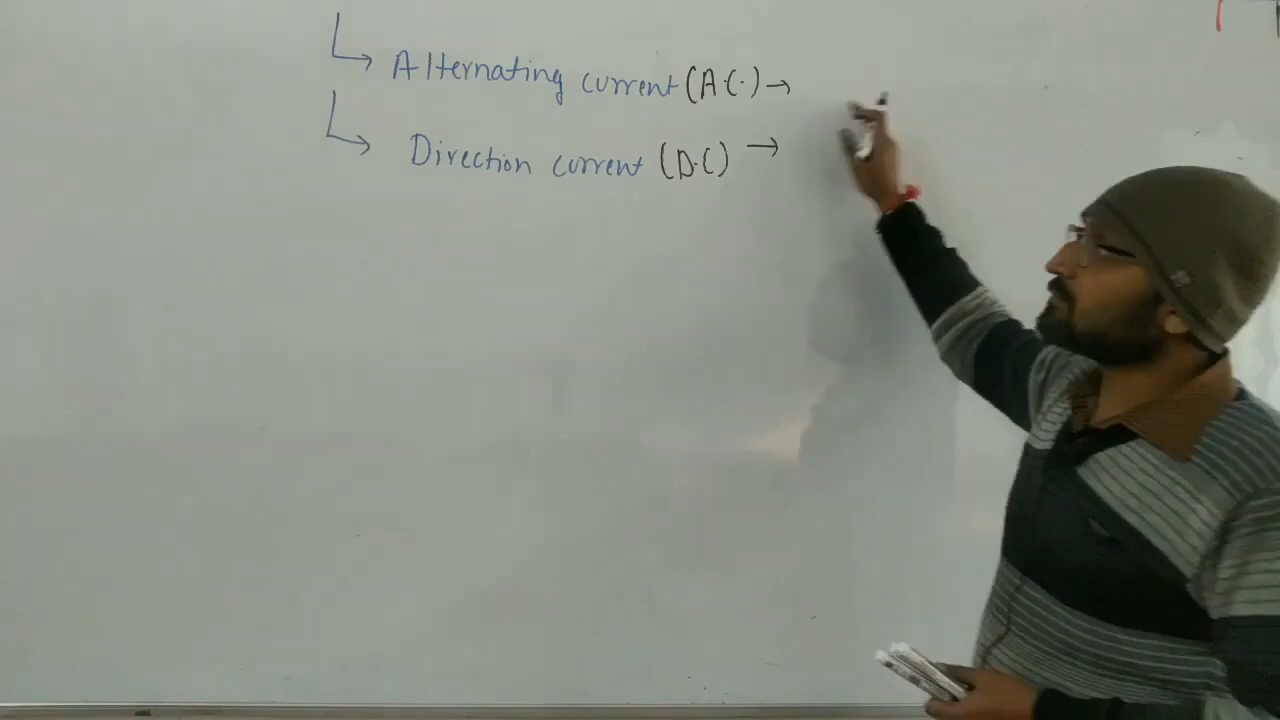 Alternating current (A.C.) →
Direction current (D.C) →